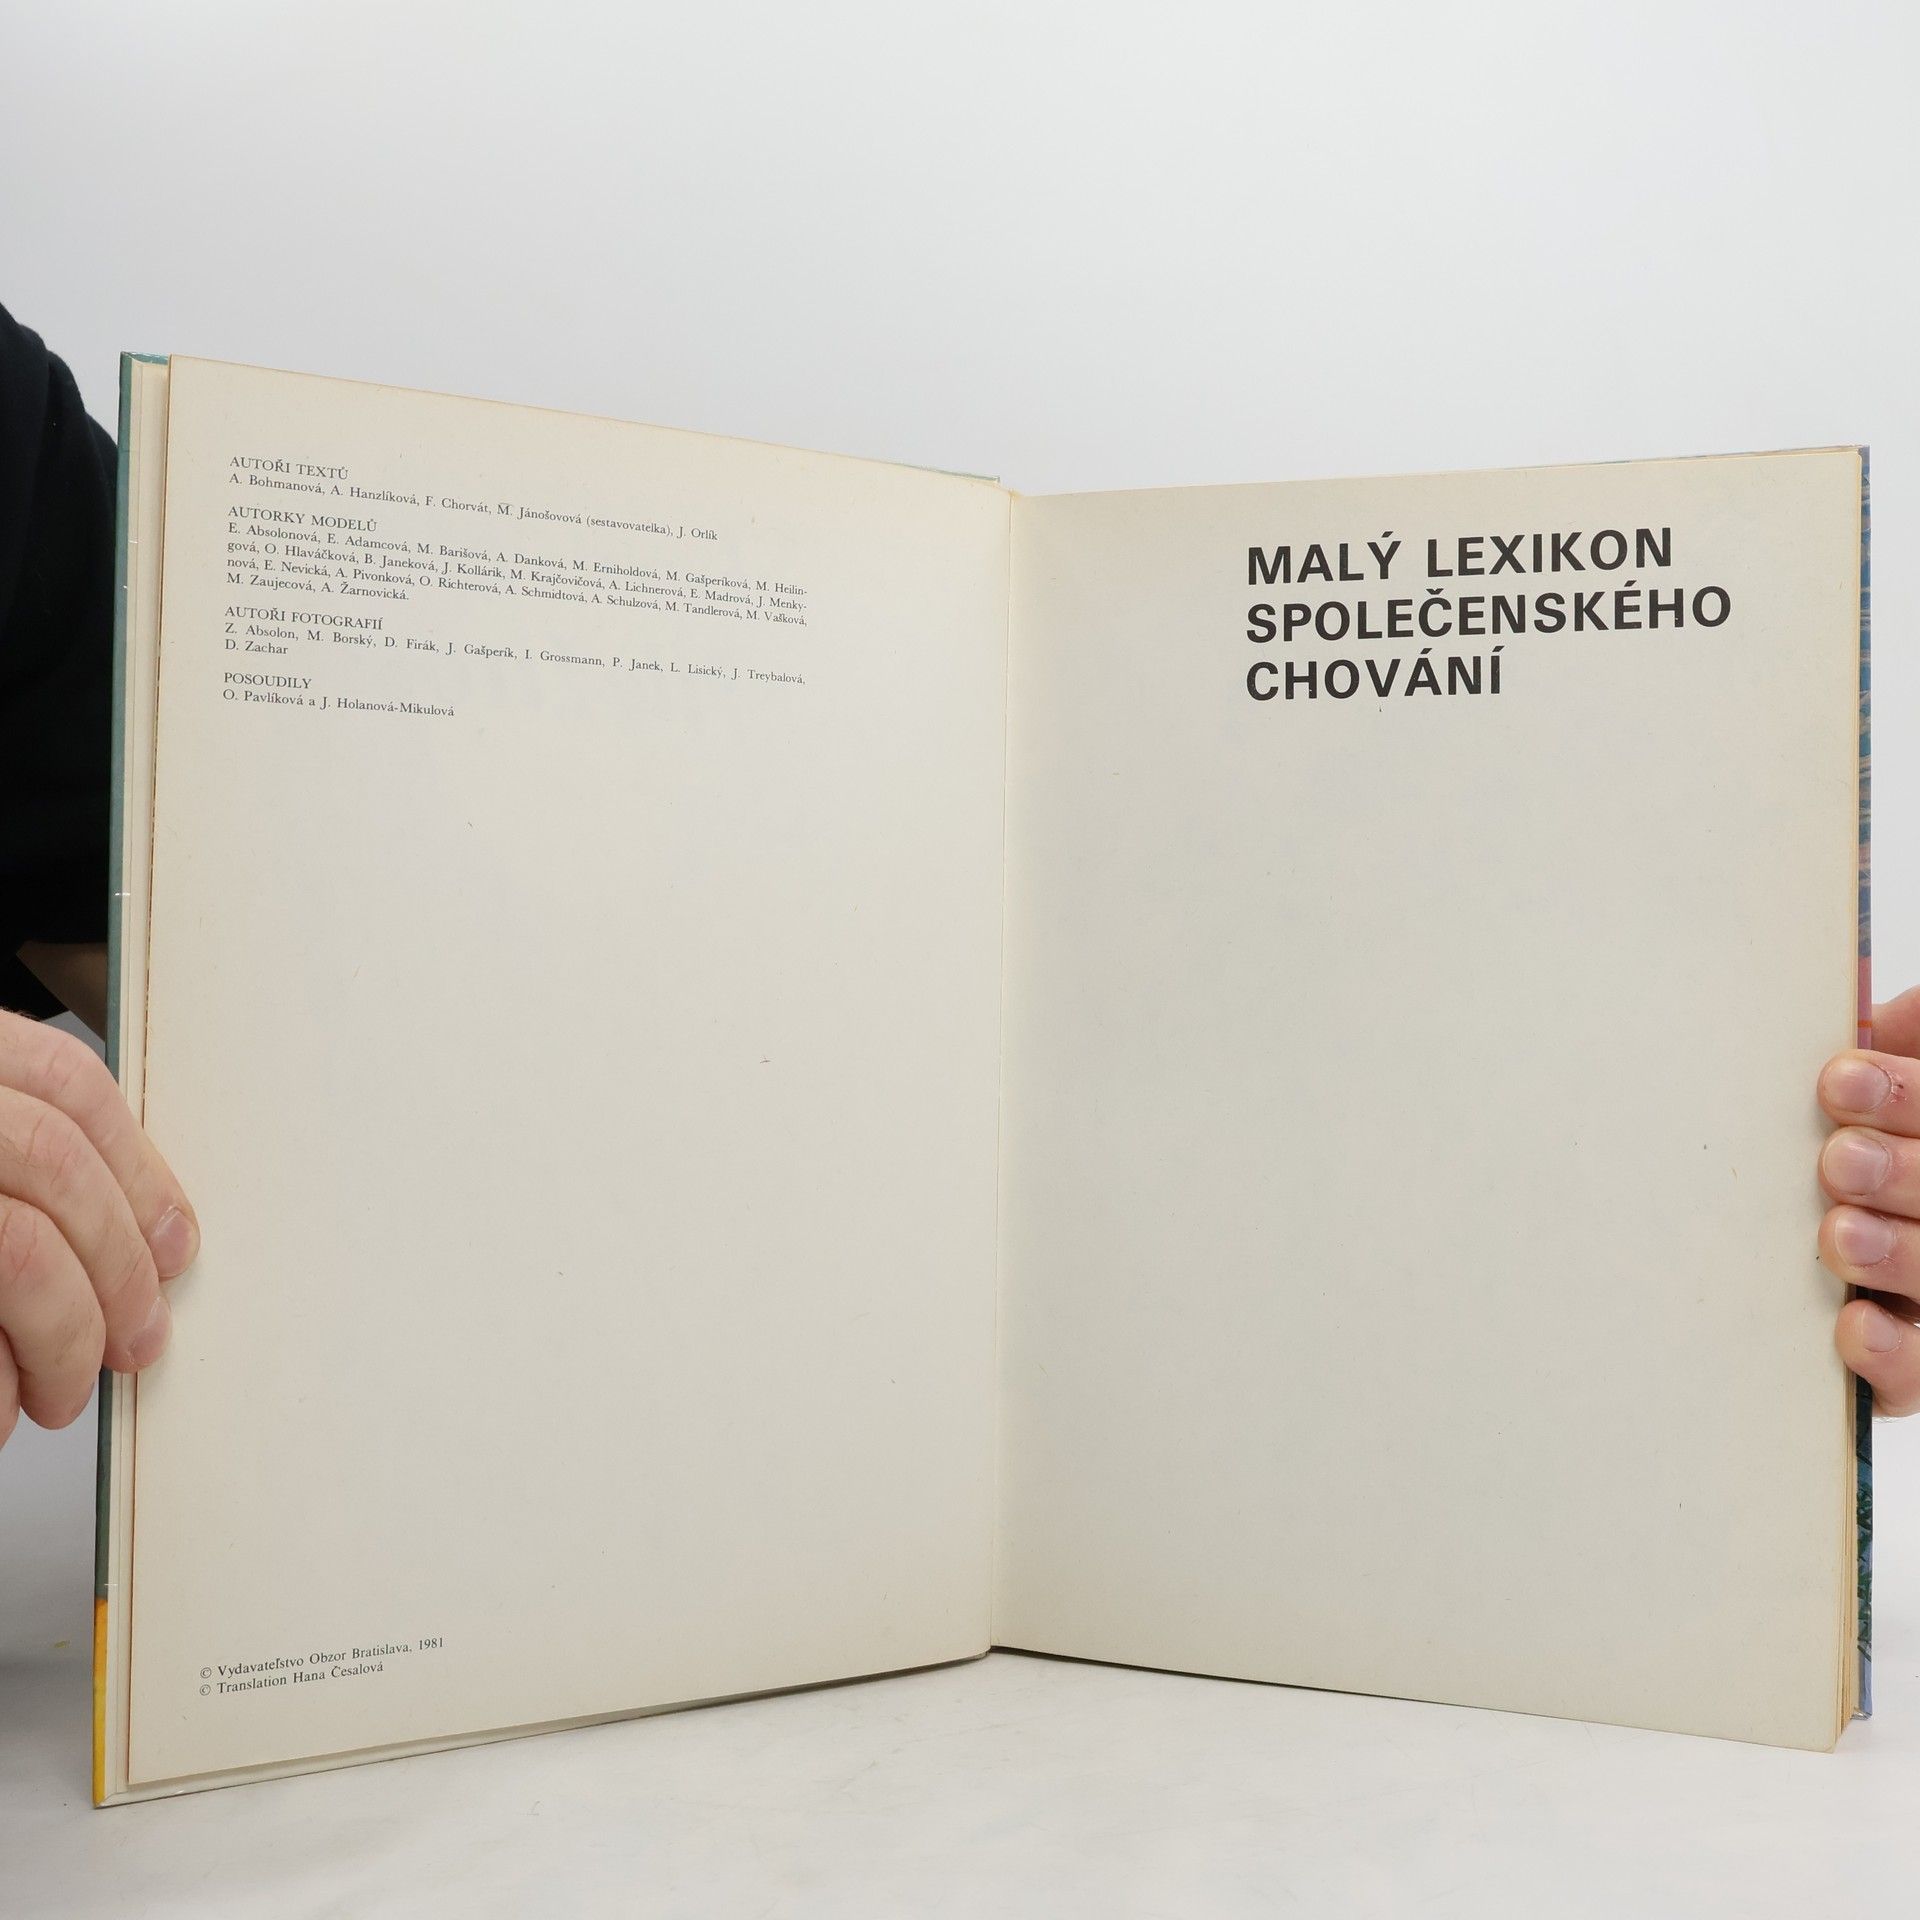 AUTOŘI TEXTŮ
A. Bohmanová, A. Hanzlíková, F. Chorvát, M. Jánošovová (sestavovatelka), J. Orlík
AUTORKY MODELŮ
E. Absolonová, E. Adamcová, M. Barišová, A. Danková, M. Erniholdová, M. Gašperíková, M. Heilin-
gová, O. Hlaváčková, B. Janeková, J. Kollárik, M. Krajčovičová, A. Lichnerová, E. Madrová, J. Menky-
nová, E. Nevická, A. Pivonková, O. Richterová, A. Schmidtová, A. Schulzová, M. Tandlerová, M. Vašková,
M. Zaujecová, A. Žarnovická.
AUTOŘI FOTOGRAFIÍ
Z. Absolon, M. Borský, D. Firák, J. Gašperík, I. Grossmann, P. Janek, L. Lisický, J. Treybalová,
D. Zachar
POSOUDILY
O. Pavlíková a J. Holanová-Mikulová
© Vydavateľstvo Obzor Bratislava, 1981
© Translation Hana Česalová
MALÝ LEXIKON
SPOLEČENSKÉHO
CHOVÁNÍ